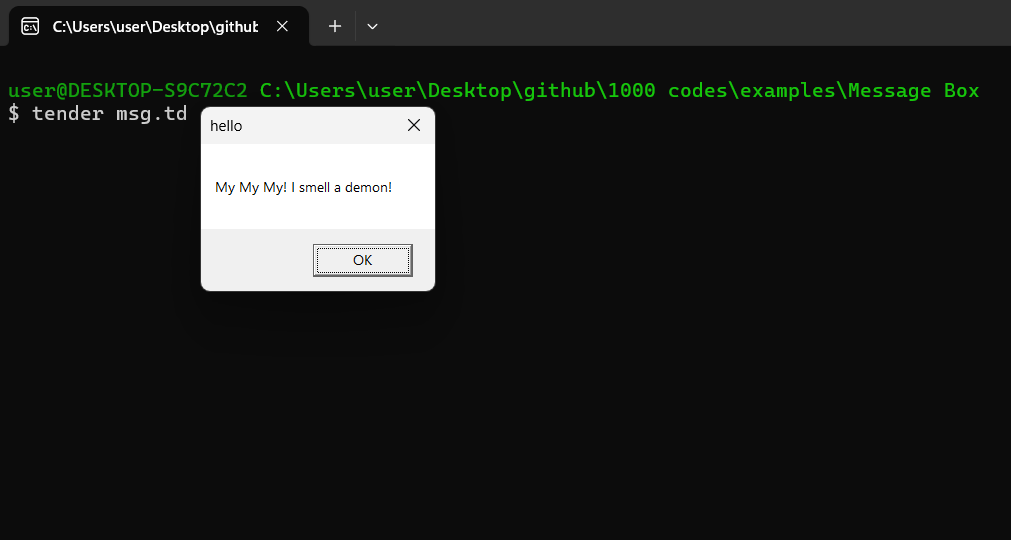 C:\Users\user\Desktop\github
user@DESKTOP-S9C72C2 C:\Users\user\Desktop\github\1000 codes\examples\Message Box
$ tender msg.td
hello
My My My! I smell a demon!
OK